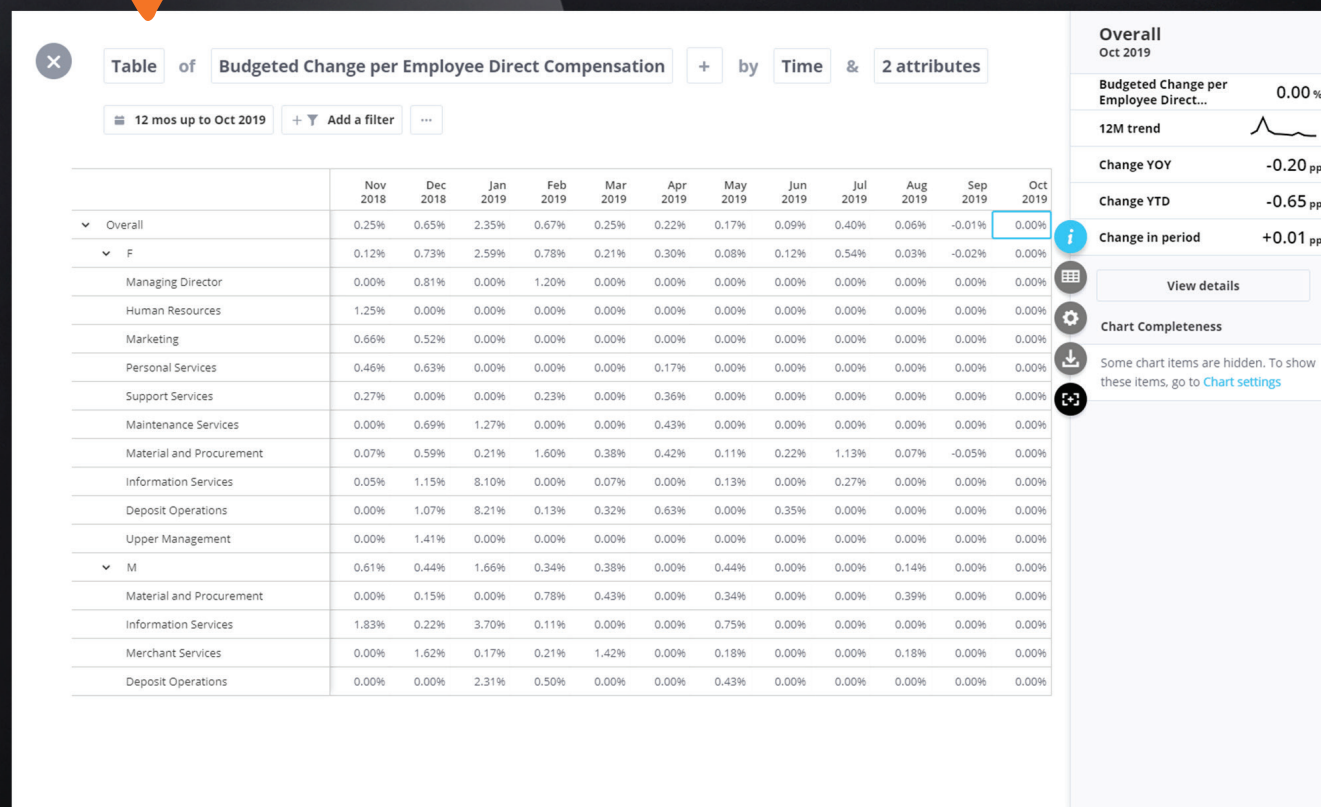 Table of Budgeted Change per Employee Direct Compensation + by Time & 2 attributes
12 mos up to Oct 2019 + Add a filter ...
Nov 2018 Dec 2018 Jan 2019 Feb 2019 Mar 2019 Apr 2019 May 2019 Jun 2019 Jul 2019 Aug 2019 Sep 2019 Oct 2019
Overall 0.25% 0.65% 2.35% 0.67% 0.25% 0.22% 0.17% 0.09% 0.40% 0.06% -0.01% 0.00%
F 0.12% 0.73% 2.59% 0.78% 0.21% 0.30% 0.08% 0.12% 0.54% 0.03% -0.02% 0.00%
Managing Director 0.00% 0.81% 0.00% 1.20% 0.00% 0.00% 0.00% 0.00% 0.00% 0.00% 0.00% 0.00%
Human Resources 1.25% 0.00% 0.00% 0.00% 0.00% 0.00% 0.00% 0.00% 0.00% 0.00% 0.00% 0.00%
Marketing 0.66% 0.52% 0.00% 0.00% 0.00% 0.00% 0.00% 0.00% 0.00% 0.00% 0.00% 0.00%
Personal Services 0.46% 0.63% 0.00% 0.00% 0.00% 0.17% 0.00% 0.00% 0.00% 0.00% 0.00% 0.00%
Support Services 0.27% 0.00% 0.00% 0.23% 0.00% 0.36% 0.00% 0.00% 0.00% 0.00% 0.00% 0.00%
Maintenance Services 0.00% 0.69% 1.27% 0.00% 0.00% 0.43% 0.00% 0.00% 0.00% 0.00% 0.00% 0.00%
Material and Procurement 0.07% 0.59% 0.21% 1.60% 0.38% 0.42% 0.11% 0.22% 1.13% 0.07% -0.05% 0.00%
Information Services 0.05% 1.15% 8.10% 0.00% 0.07% 0.00% 0.13% 0.00% 0.27% 0.00% 0.00% 0.00%
Deposit Operations 0.00% 1.07% 8.21% 0.13% 0.32% 0.63% 0.00% 0.35% 0.00% 0.00% 0.00% 0.00%
Upper Management 0.00% 1.41% 0.00% 0.00% 0.00% 0.00% 0.00% 0.00% 0.00% 0.00% 0.00% 0.00%
M 0.61% 0.44% 1.66% 0.34% 0.38% 0.00% 0.44% 0.00% 0.00% 0.14% 0.00% 0.00%
Material and Procurement 0.00% 0.15% 0.00% 0.78% 0.43% 0.00% 0.34% 0.00% 0.00% 0.39% 0.00% 0.00%
Information Services 1.83% 0.22% 3.70% 0.11% 0.00% 0.00% 0.75% 0.00% 0.00% 0.00% 0.00% 0.00%
Merchant Services 0.00% 1.62% 0.17% 0.21% 1.42% 0.00% 0.18% 0.00% 0.00% 0.18% 0.00% 0.00%
Deposit Operations 0.00% 0.00% 2.31% 0.50% 0.00% 0.00% 0.43% 0.00% 0.00% 0.00% 0.00% 0.00%
Overall
Oct 2019
Budgeted Change per Employee Direct... 0.00 %
12M trend
Change YOY -0.20 pp
Change YTD -0.65 pp
Change in period +0.01 pp
View details
Chart Completeness
Some chart items are hidden. To show
these items, go to Chart settings